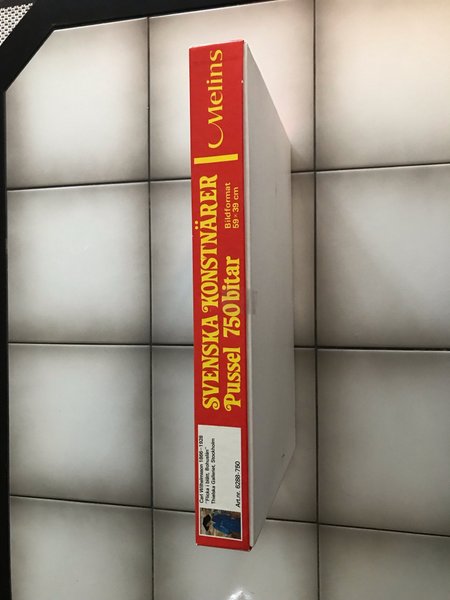 SVENSKA KONSTNÄRER
Pussel 750 bitar
Bildformat
59 × 39 cm
Melins
Carl Wilhelmsson 1866-1928
"Flicka i blått, Bohuslän"
Thielska Galleriet, Stockholm
Art.nr. 6288-750